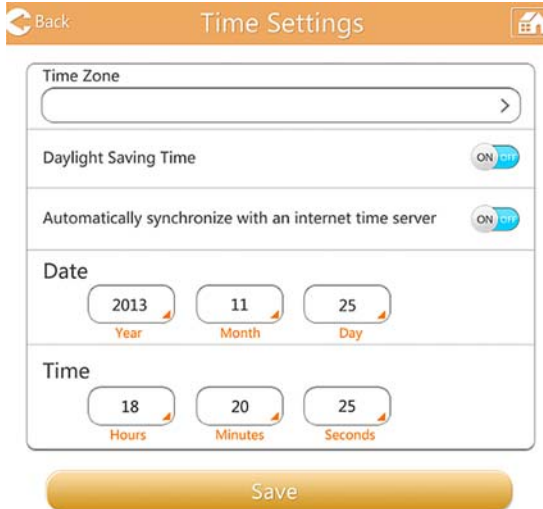 Back Time Settings
Time Zone
Daylight Saving Time ON OFF
Automatically synchronize with an internet time server ON OFF
Date
2013 11 25
Year Month Day
Time
18 20 25
Hours Minutes Seconds
Save